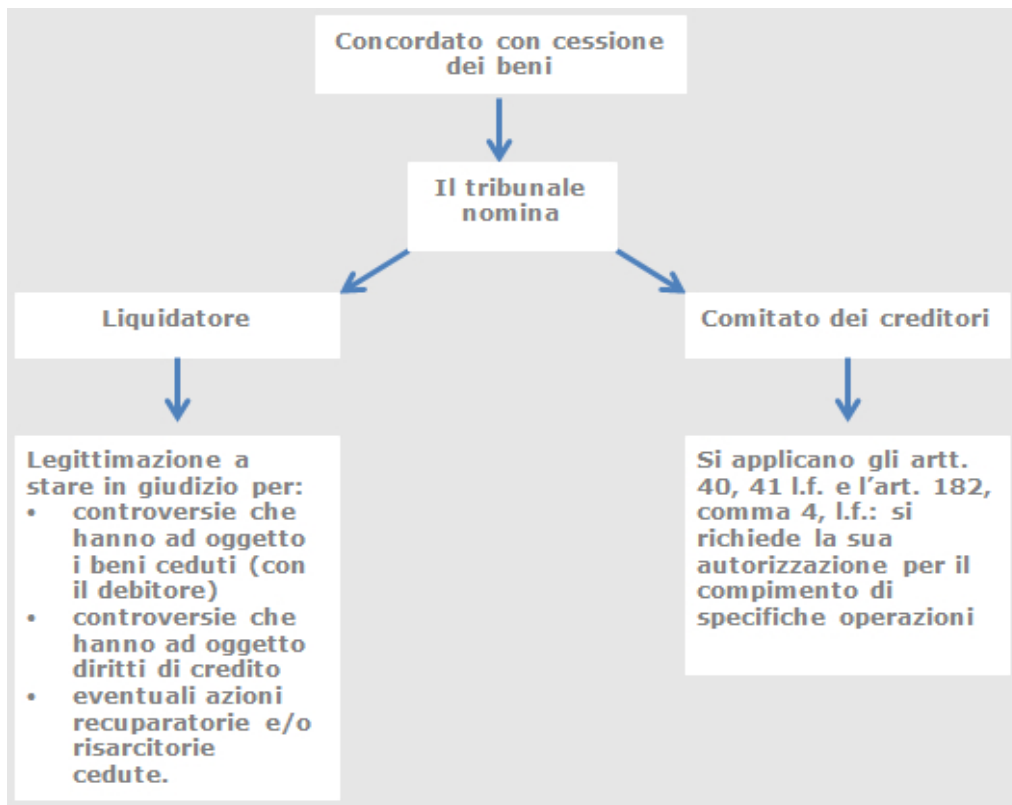 Concordato con cessione
dei beni
Il tribunale
nomina
Liquidatore
Comitato dei creditori
Legittimazione a
stare in giudizio per:
• controversie che
hanno ad oggetto
i beni ceduti (con
il debitore)
• controversie che
hanno ad oggetto
diritti di credito
• eventuali azioni
recuparatorie e/o
risarcitorie
cedute.
Si applicano gli artt.
40, 41 l.f. e l'art. 182,
comma 4, l.f.: si
richiede la sua
autorizzazione per il
compimento di
specifiche operazioni